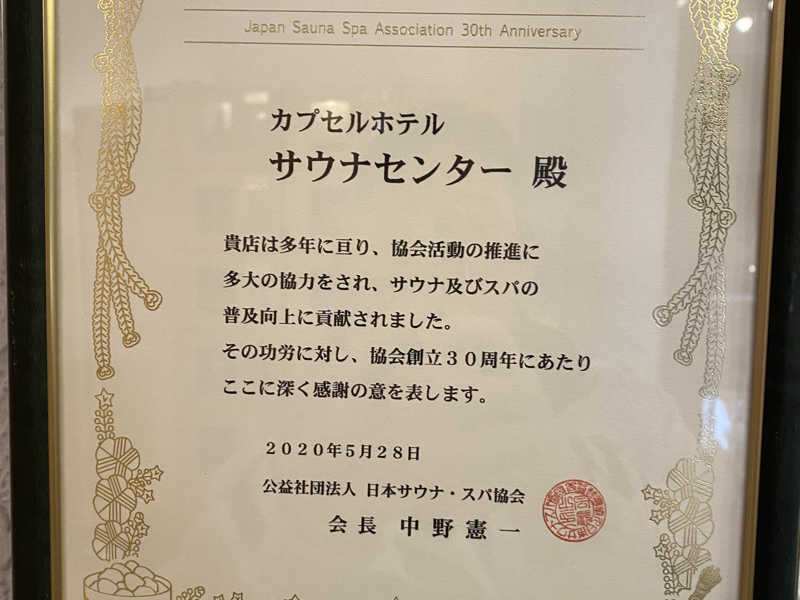 Japan Sauna Spa Association 30th Anniversary
カプセルホテル
サウナセンター 殿
貴店は多年に亘り、協会活動の推進に
多大の協力をされ、サウナ及びスパの
普及向上に貢献されました。
その功労に対し、協会創立３０周年にあたり
ここに深く感謝の意を表します。
２０２０年５月２８日
公益社団法人 日本サウナ・スパ協会
会長 中野憲一